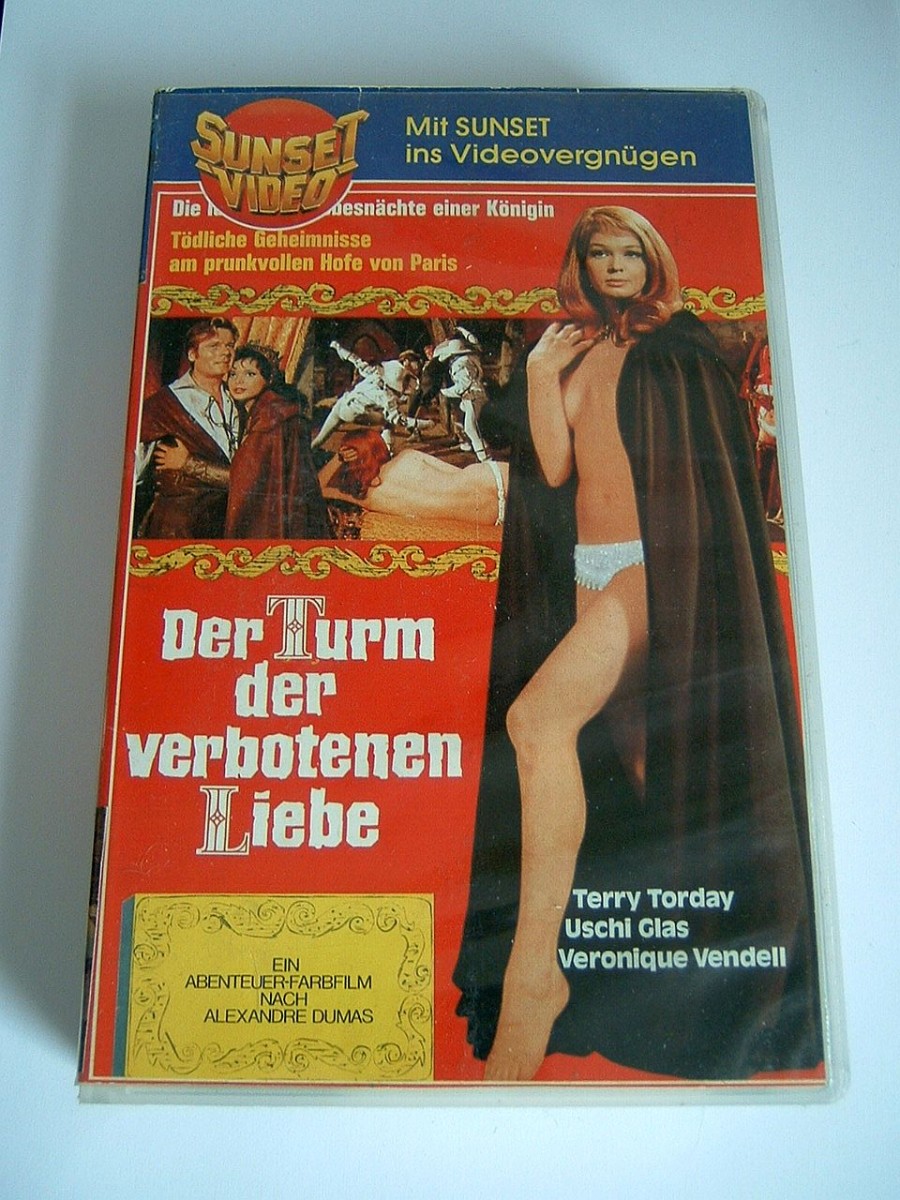 SUNSET
VIDEO
Mit SUNSET
ins Videovergnügen
Die besnächte einer Königin
Tödliche Geheimnisse
am prunkvollen Hofe von Paris
Der Turm
der
verbotenen
Liebe
Terry Torday
Uschi Glas
Veronique Vendell
EIN
ABENTEUER-FARBFILM
NACH
ALEXANDRE DUMAS